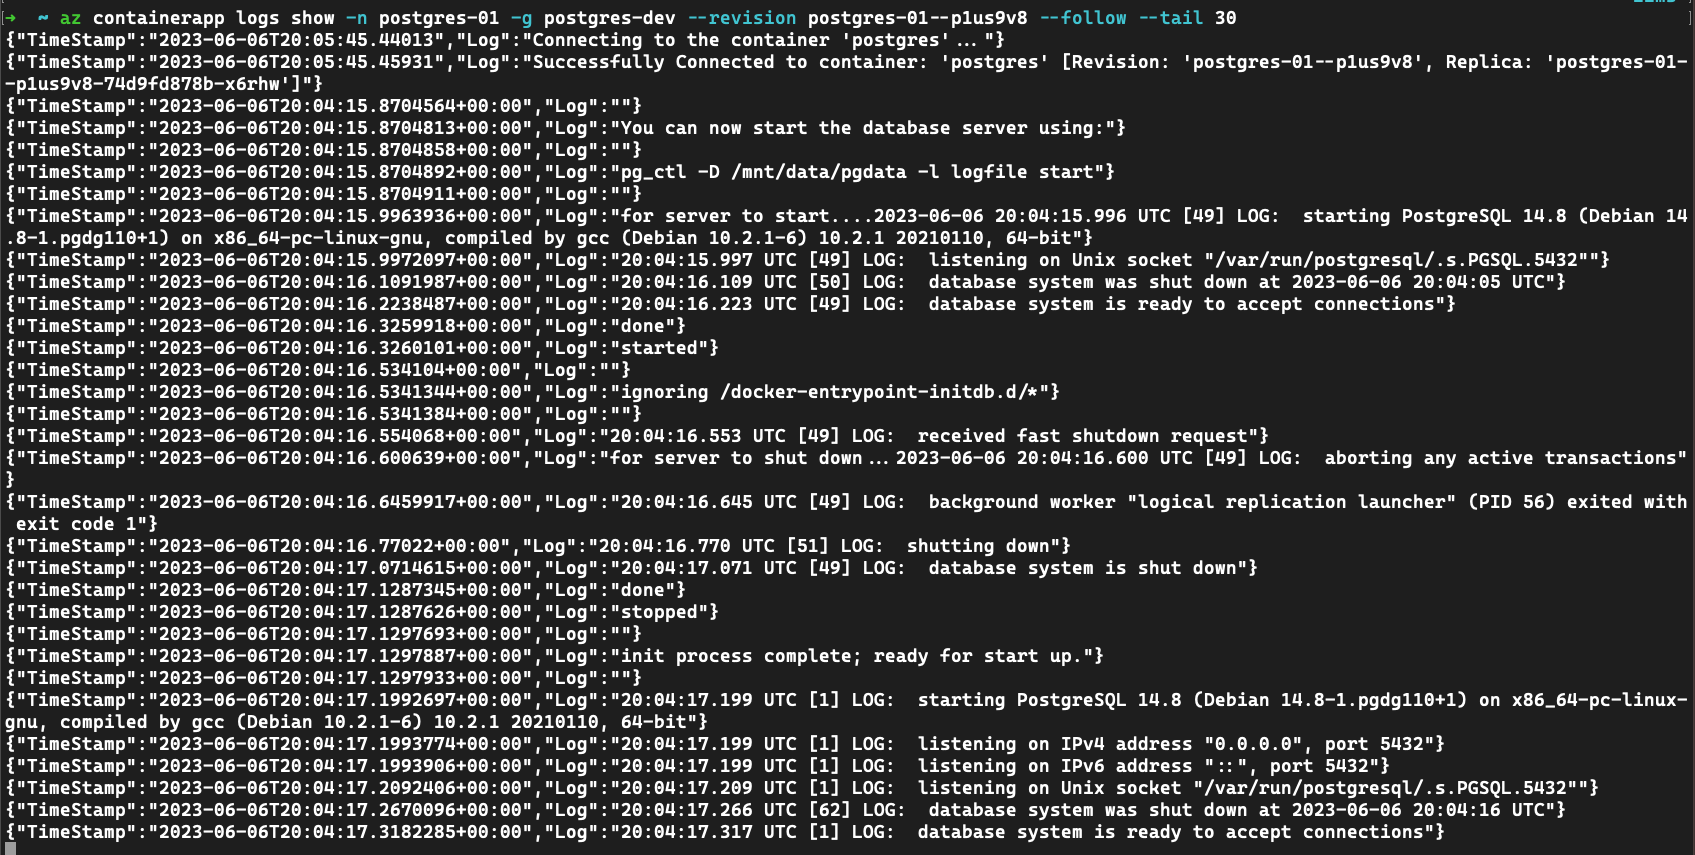 ➜  ~ az containerapp logs show -n postgres-01 -g postgres-dev --revision postgres-01--p1us9v8 --follow --tail 30
{"TimeStamp":"2023-06-06T20:05:45.44013","Log":"Connecting to the container 'postgres'..."}
{"TimeStamp":"2023-06-06T20:05:45.45931","Log":"Successfully Connected to container: 'postgres' [Revision: 'postgres-01--p1us9v8', Replica: 'postgres-01-
-p1us9v8-74d9fd878b-x6rhw']"}
{"TimeStamp":"2023-06-06T20:04:15.8704564+00:00","Log":""}
{"TimeStamp":"2023-06-06T20:04:15.8704813+00:00","Log":"You can now start the database server using:"}
{"TimeStamp":"2023-06-06T20:04:15.8704858+00:00","Log":""}
{"TimeStamp":"2023-06-06T20:04:15.8704892+00:00","Log":"pg_ctl -D /mnt/data/pgdata -l logfile start"}
{"TimeStamp":"2023-06-06T20:04:15.8704911+00:00","Log":""}
{"TimeStamp":"2023-06-06T20:04:15.9963936+00:00","Log":"for server to start....2023-06-06 20:04:15.996 UTC [49] LOG:  starting PostgreSQL 14.8 (Debian 14
.8-1.pgdg110+1) on x86_64-pc-linux-gnu, compiled by gcc (Debian 10.2.1-6) 10.2.1 20210110, 64-bit"}
{"TimeStamp":"2023-06-06T20:04:15.9972097+00:00","Log":"20:04:15.997 UTC [49] LOG:  listening on Unix socket "/var/run/postgresql/.s.PGSQL.5432""}
{"TimeStamp":"2023-06-06T20:04:16.1091987+00:00","Log":"20:04:16.109 UTC [50] LOG:  database system was shut down at 2023-06-06 20:04:05 UTC"}
{"TimeStamp":"2023-06-06T20:04:16.2238487+00:00","Log":"20:04:16.223 UTC [49] LOG:  database system is ready to accept connections"}
{"TimeStamp":"2023-06-06T20:04:16.3259918+00:00","Log":"done"}
{"TimeStamp":"2023-06-06T20:04:16.3260101+00:00","Log":"started"}
{"TimeStamp":"2023-06-06T20:04:16.534104+00:00","Log":""}
{"TimeStamp":"2023-06-06T20:04:16.5341344+00:00","Log":"ignoring /docker-entrypoint-initdb.d/*"}
{"TimeStamp":"2023-06-06T20:04:16.5341384+00:00","Log":""}
{"TimeStamp":"2023-06-06T20:04:16.554068+00:00","Log":"20:04:16.553 UTC [49] LOG:  received fast shutdown request"}
{"TimeStamp":"2023-06-06T20:04:16.600639+00:00","Log":"for server to shut down...2023-06-06 20:04:16.600 UTC [49] LOG:  aborting any active transactions"
}
{"TimeStamp":"2023-06-06T20:04:16.6459917+00:00","Log":"20:04:16.645 UTC [49] LOG:  background worker "logical replication launcher" (PID 56) exited with
 exit code 1"}
{"TimeStamp":"2023-06-06T20:04:16.77022+00:00","Log":"20:04:16.770 UTC [51] LOG:  shutting down"}
{"TimeStamp":"2023-06-06T20:04:17.0714615+00:00","Log":"20:04:17.071 UTC [49] LOG:  database system is shut down"}
{"TimeStamp":"2023-06-06T20:04:17.1287345+00:00","Log":"done"}
{"TimeStamp":"2023-06-06T20:04:17.1287626+00:00","Log":"stopped"}
{"TimeStamp":"2023-06-06T20:04:17.1297693+00:00","Log":""}
{"TimeStamp":"2023-06-06T20:04:17.1297887+00:00","Log":"init process complete; ready for start up."}
{"TimeStamp":"2023-06-06T20:04:17.1297933+00:00","Log":""}
{"TimeStamp":"2023-06-06T20:04:17.1992697+00:00","Log":"20:04:17.199 UTC [1] LOG:  starting PostgreSQL 14.8 (Debian 14.8-1.pgdg110+1) on x86_64-pc-linux-
gnu, compiled by gcc (Debian 10.2.1-6) 10.2.1 20210110, 64-bit"}
{"TimeStamp":"2023-06-06T20:04:17.1993774+00:00","Log":"20:04:17.199 UTC [1] LOG:  listening on IPv4 address "0.0.0.0", port 5432"}
{"TimeStamp":"2023-06-06T20:04:17.1993906+00:00","Log":"20:04:17.199 UTC [1] LOG:  listening on IPv6 address "::", port 5432"}
{"TimeStamp":"2023-06-06T20:04:17.2092406+00:00","Log":"20:04:17.209 UTC [1] LOG:  listening on Unix socket "/var/run/postgresql/.s.PGSQL.5432""}
{"TimeStamp":"2023-06-06T20:04:17.2670096+00:00","Log":"20:04:17.266 UTC [62] LOG:  database system was shut down at 2023-06-06 20:04:16 UTC"}
{"TimeStamp":"2023-06-06T20:04:17.3182285+00:00","Log":"20:04:17.317 UTC [1] LOG:  database system is ready to accept connections"}